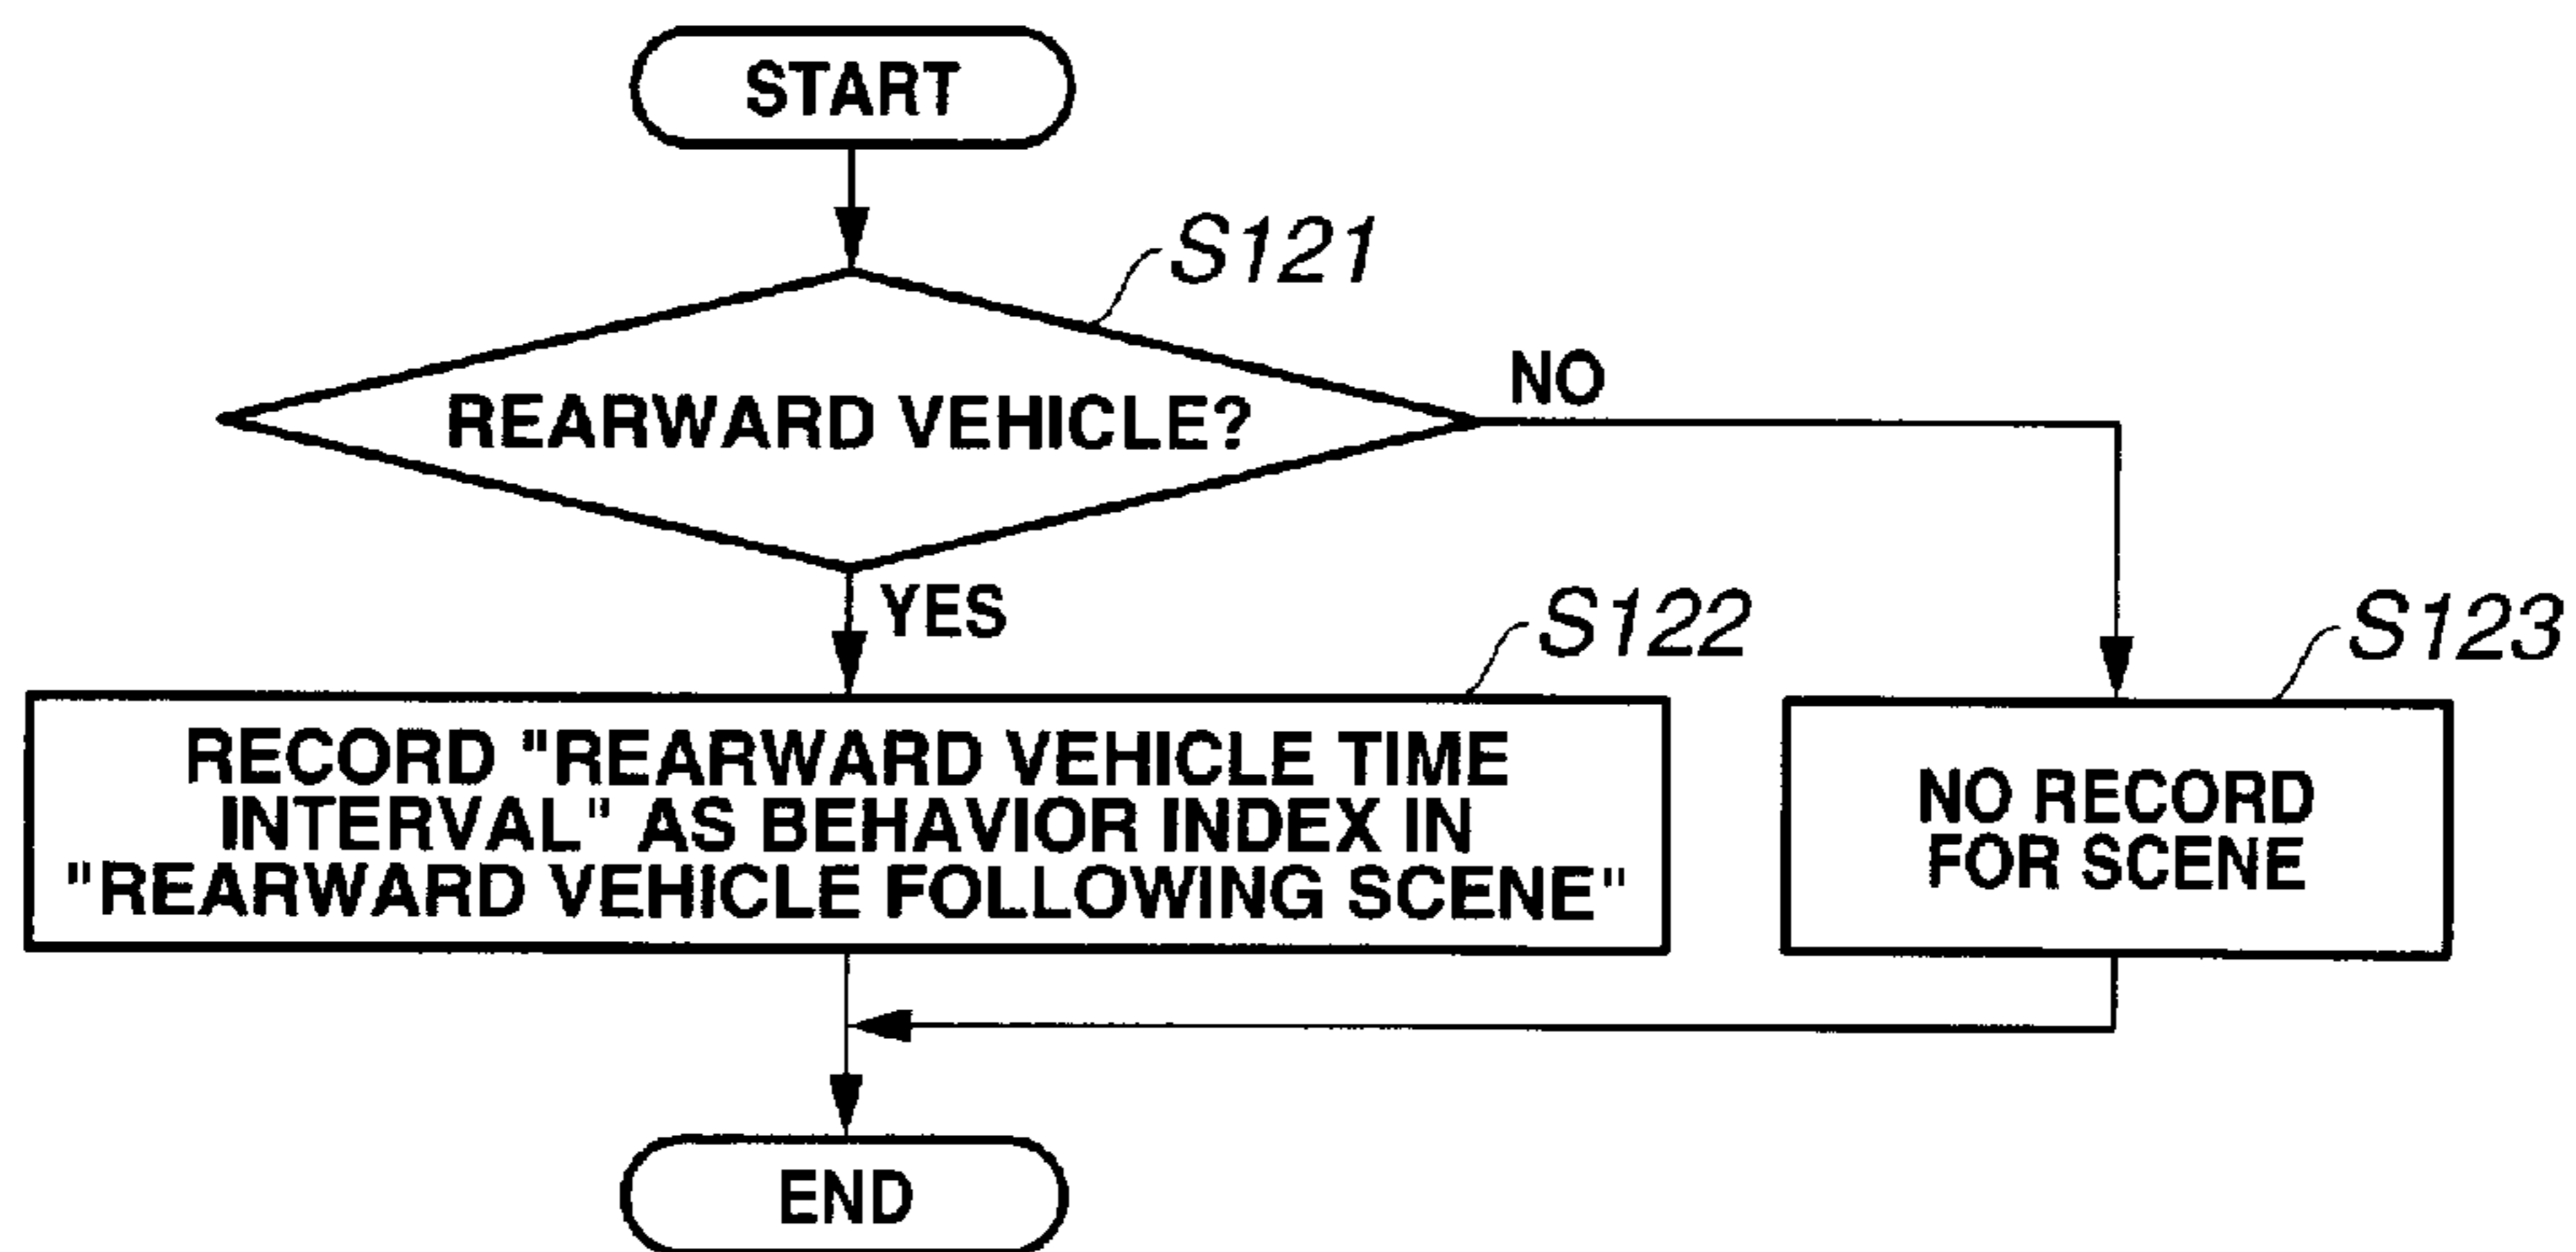 START
S121
REARWARD VEHICLE?
NO
YES
S122
S123
RECORD "REARWARD VEHICLE TIME
INTERVAL" AS BEHAVIOR INDEX IN
"REARWARD VEHICLE FOLLOWING SCENE"
NO RECORD
FOR SCENE
END